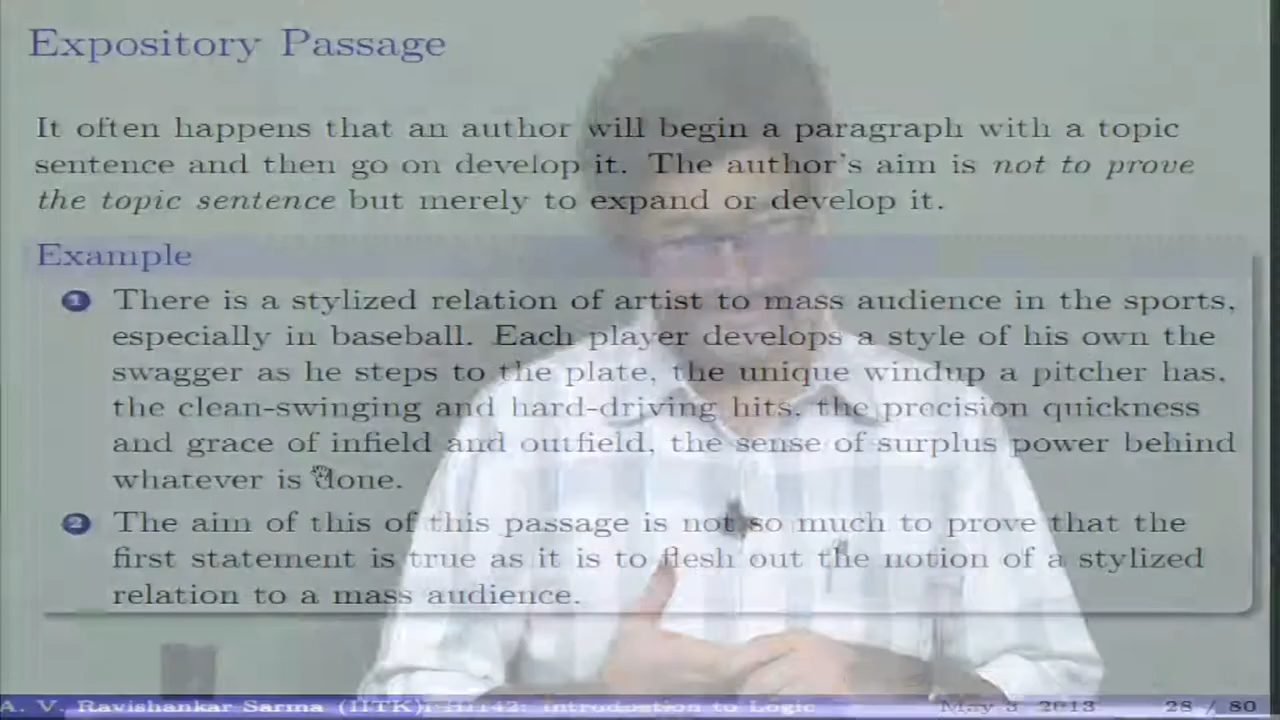 Expository Passage
It often happens that an author will begin a paragraph with a topic
sentence and then go on develop it. The author's aim is not to prove
the topic sentence but merely to expand or develop it.
Example
1 There is a stylized relation of artist to mass audience in the sports,
especially in baseball. Each player develops a style of his own the
swagger as he steps to the plate, the unique windup a pitcher has,
the clean-swinging and hard-driving hits, the precision quickness
and grace of infield and outfield, the sense of surplus power behind
whatever is done.
2 The aim of this of this passage is not so much to prove that the
first statement is true as it is to flesh out the notion of a stylized
relation to a mass audience.
A. V. Ravishankar Sarma (IITK) 142: Introduction to Logic May 3, 2013 28 / 80